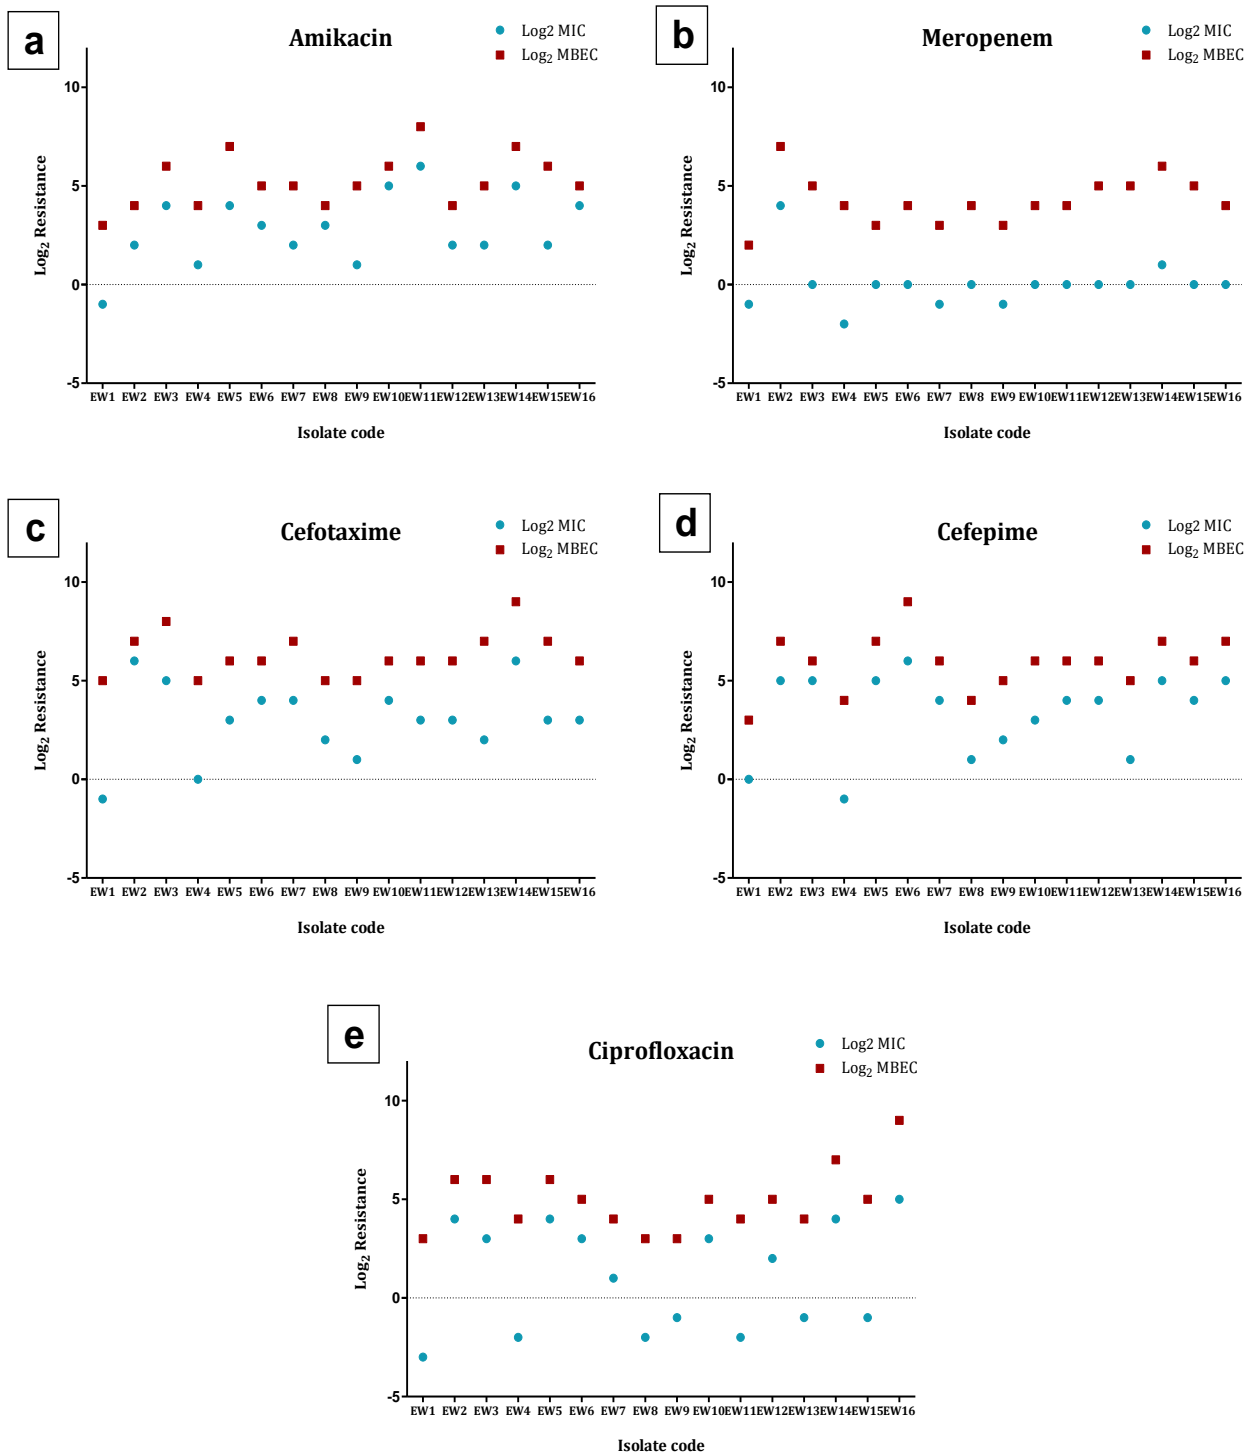 a
Amikacin
Log2 MIC
Log₂ MBEC
10
5
0
-5
Log₂ Resistance
EW1 EW2 EW3 EW4 EW5 EW6 EW7 EW8 EW9 EW10 EW11 EW12 EW13 EW14 EW15 EW16
Isolate code
b
Meropenem
Log2 MIC
Log₂ MBEC
10
5
0
-5
Log₂ Resistance
EW1 EW2 EW3 EW4 EW5 EW6 EW7 EW8 EW9 EW10 EW11 EW12 EW13 EW14 EW15 EW16
Isolate code
c
Cefotaxime
Log2 MIC
Log₂ MBEC
10
5
0
-5
Log₂ Resistance
EW1 EW2 EW3 EW4 EW5 EW6 EW7 EW8 EW9 EW10 EW11 EW12 EW13 EW14 EW15 EW16
Isolate code
d
Cefepime
Log2 MIC
Log₂ MBEC
10
5
0
-5
Log₂ Resistance
EW1 EW2 EW3 EW4 EW5 EW6 EW7 EW8 EW9 EW10 EW11 EW12 EW13 EW14 EW15 EW16
Isolate code
e
Ciprofloxacin
Log2 MIC
Log₂ MBEC
10
5
0
-5
Log₂ Resistance
EW1 EW2 EW3 EW4 EW5 EW6 EW7 EW8 EW9 EW10 EW11 EW12 EW13 EW14 EW15 EW16
Isolate code